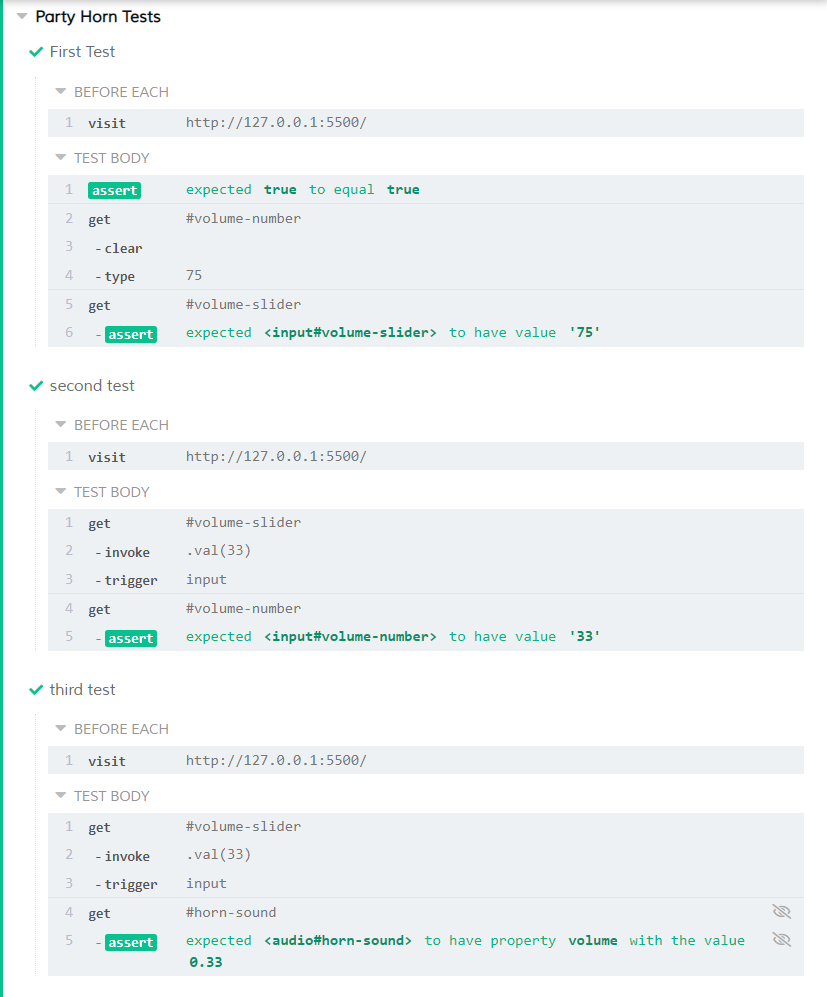 Party Horn Tests
First Test
BEFORE EACH
1 visit http://127.0.0.1:5500/
TEST BODY
1 assert expected true to equal true
2 get #volume-number
3 -clear
4 -type 75
5 get #volume-slider
6 -assert expected <input#volume-slider> to have value '75'
second test
BEFORE EACH
1 visit http://127.0.0.1:5500/
TEST BODY
1 get #volume-slider
2 -invoke .val(33)
3 -trigger input
4 get #volume-number
5 -assert expected <input#volume-number> to have value '33'
third test
BEFORE EACH
1 visit http://127.0.0.1:5500/
TEST BODY
1 get #volume-slider
2 -invoke .val(33)
3 -trigger input
4 get #horn-sound
5 -assert expected <audio#horn-sound> to have property volume with the value
0.33